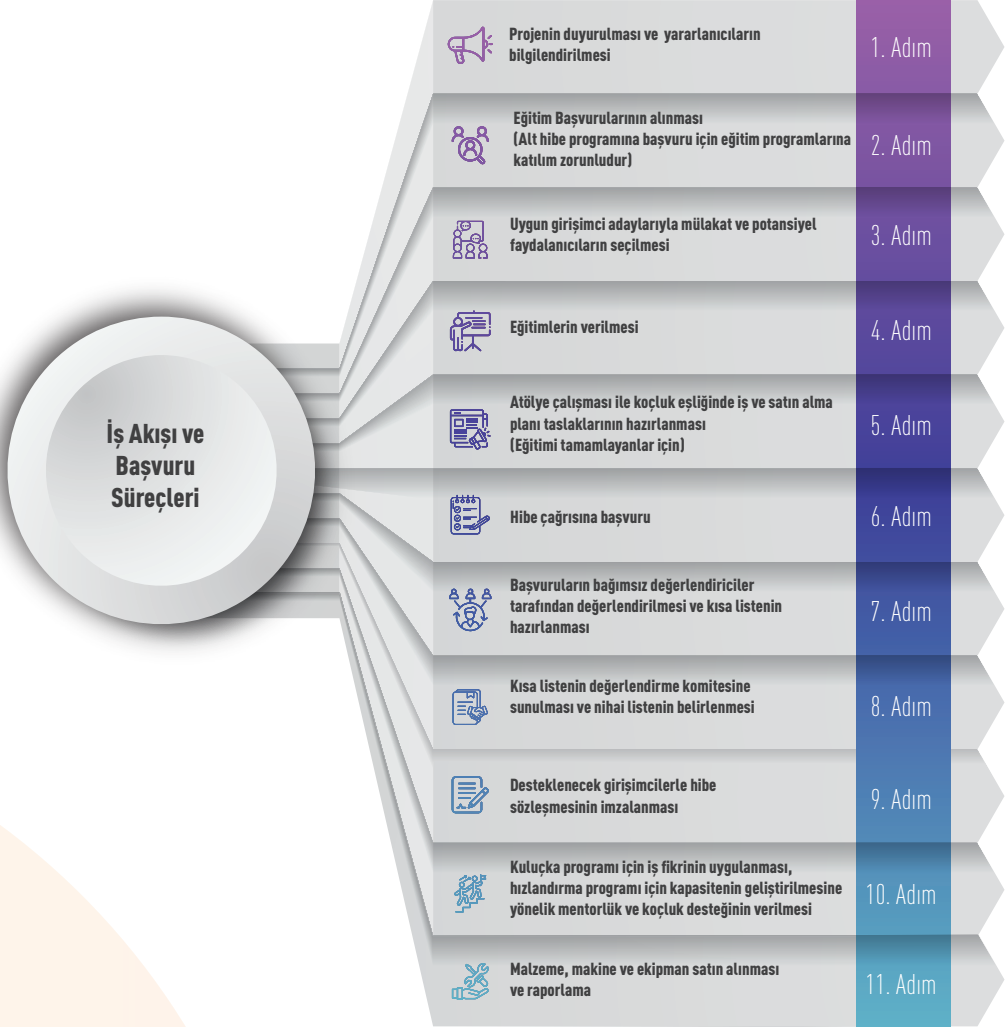 İş Akışı ve
Başvuru
Süreçleri
Projenin duyurulması ve yararlanıcıların
bilgilendirilmesi
1. Adım
Eğitim Başvurularının alınması
(Alt hibe programına başvuru için eğitim programlarına
katılım zorunludur)
2. Adım
Uygun girişimci adaylarıyla mülakat ve potansiyel
faydalanıcıların seçilmesi
3. Adım
Eğitimlerin verilmesi
4. Adım
Atölye çalışması ile koçluk eşliğinde iş ve satın alma
planı taslaklarının hazırlanması
(Eğitimi tamamlayanlar için)
5. Adım
Hibe çağrısına başvuru
6. Adım
Başvuruların bağımsız değerlendiriciler
tarafından değerlendirilmesi ve kısa listenin
hazırlanması
7. Adım
Kısa listenin değerlendirme komitesine
sunulması ve nihai listenin belirlenmesi
8. Adım
Desteklenecek girişimcilerle hibe
sözleşmesinin imzalanması
9. Adım
Kuluçka programı için iş fikrinin uygulanması,
hızlandırma programı için kapasitenin geliştirilmesine
yönelik mentorlük ve koçluk desteğinin verilmesi
10. Adım
Malzeme, makine ve ekipman satın alınması
ve raporlama
11. Adım